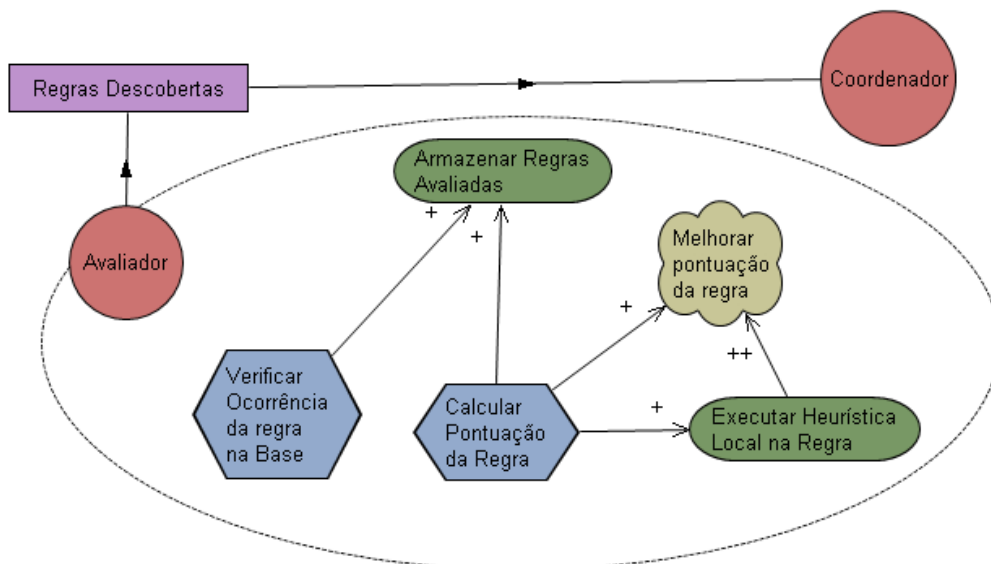 Regras Descobertas
Coordenador
Armazenar Regras
Avaliadas
+
+
Avaliador
Melhorar
pontuação
da regra
+
++
Verificar
Ocorrência
da regra
na Base
Calcular
Pontuação
da Regra
+
Executar Heurística
Local na Regra